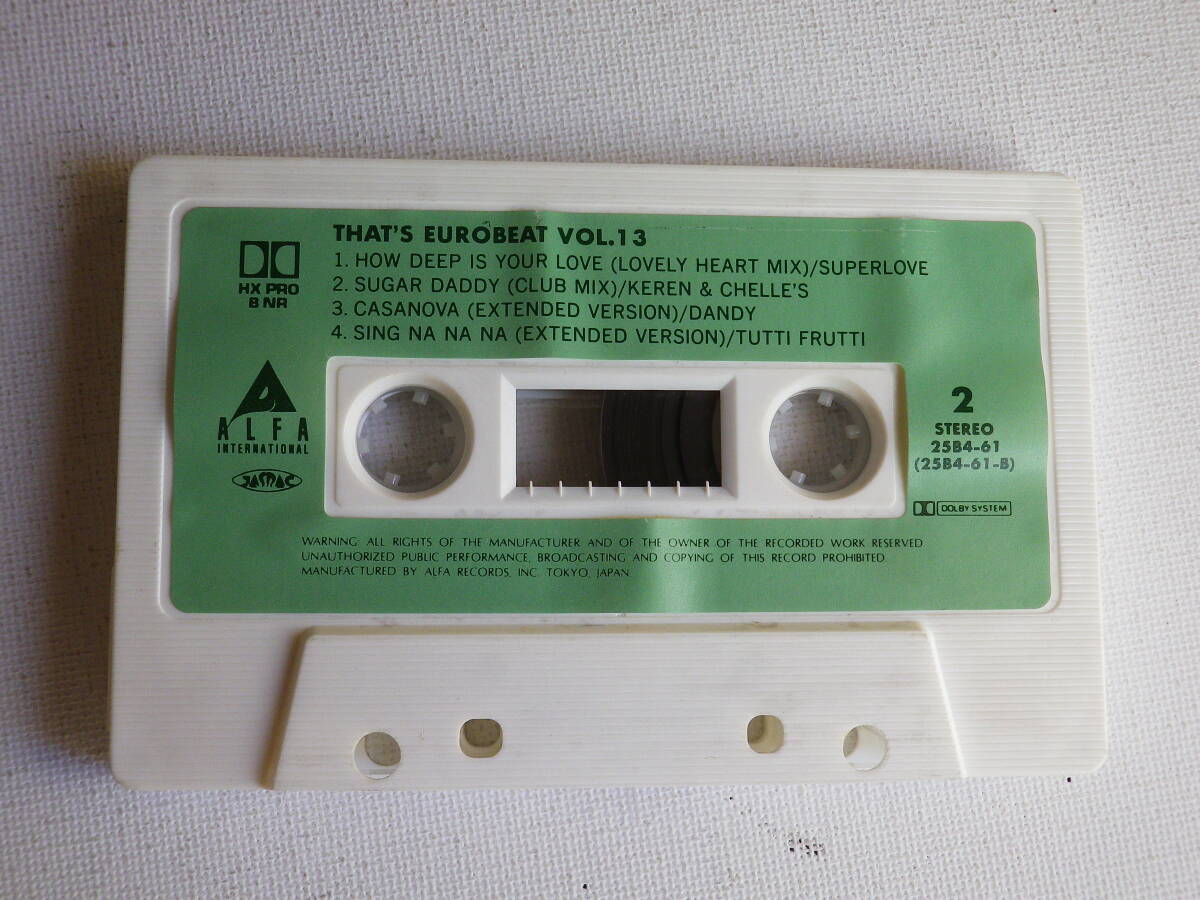 THAT'S EUROBEAT VOL.13
1. HOW DEEP IS YOUR LOVE (LOVELY HEART MIX)/SUPERLOVE
2. SUGAR DADDY (CLUB MIX)/KEREN & CHELLE'S
3. CASANOVA (EXTENDED VERSION)/DANDY
4. SING NA NA NA (EXTENDED VERSION)/TUTTI FRUTTI
HX PRO
B NR
ALFA
INTERNATIONAL
JASRAC
2
STEREO
25B4-61
(25B4-61-B)
DOLBY SYSTEM
WARNING: ALL RIGHTS OF THE MANUFACTURER AND OF THE OWNER OF THE RECORDED WORK RESERVED
UNAUTHORIZED PUBLIC PERFORMANCE, BROADCASTING AND COPYING OF THIS RECORD PROHIBITED.
MANUFACTURED BY ALFA RECORDS, INC. TOKYO, JAPAN